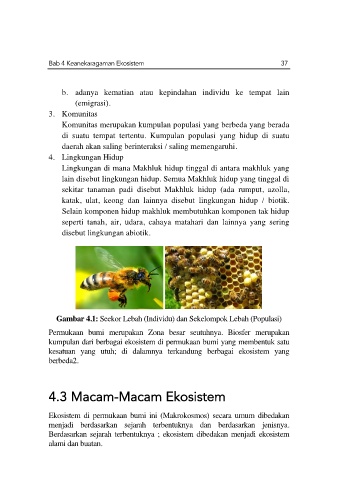 Bab 4 Keanekaragaman Ekosistem 37
b. adanya kematian atau kepindahan individu ke tempat lain
(emigrasi).
3. Komunitas
Komunitas merupakan kumpulan populasi yang berbeda yang berada
di suatu tempat tertentu. Kumpulan populasi yang hidup di suatu
daerah akan saling berinteraksi / saling memengaruhi.
4. Lingkungan Hidup
Lingkungan di mana Makhluk hidup tinggal di antara makhluk yang
lain disebut lingkungan hidup. Semua Makhluk hidup yang tinggal di
sekitar tanaman padi disebut Makhluk hidup (ada rumput, azolla,
katak, ulat, keong dan lainnya disebut lingkungan hidup / biotik.
Selain komponen hidup makhluk membutuhkan komponen tak hidup
seperti tanah, air, udara, cahaya matahari dan lainnya yang sering
disebut lingkungan abiotik.
Gambar 4.1: Seekor Lebah (Individu) dan Sekelompok Lebah (Populasi)
Permukaan bumi merupakan Zona besar seutuhnya. Biosfer merupakan
kumpulan dari berbagai ekosistem di permukaan bumi yang membentuk satu
kesatuan yang utuh; di dalamnya terkandung berbagai ekosistem yang
berbeda2.
4.3 Macam-Macam Ekosistem
Ekosistem di permukaan bumi ini (Makrokosmos) secara umum dibedakan
menjadi berdasarkan sejarah terbentuknya dan berdasarkan jenisnya.
Berdasarkan sejarah terbentuknya ; ekosistem dibedakan menjadi ekosistem
alami dan buatan.